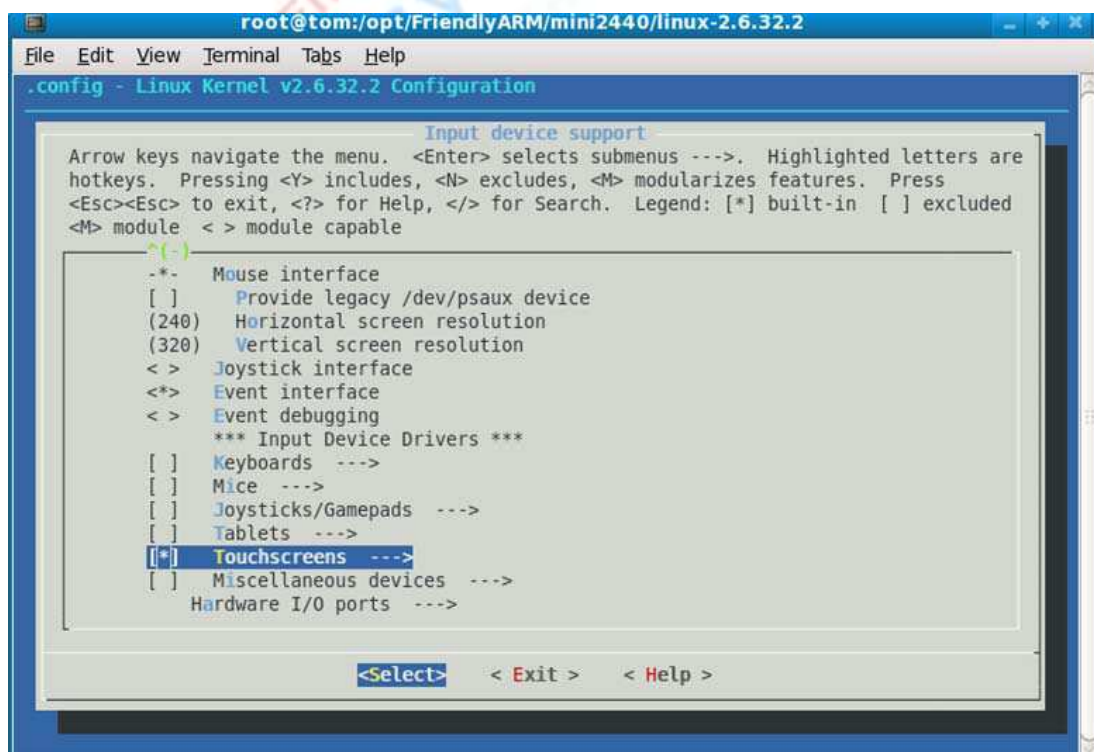 root@tom:/opt/FriendlyARM/mini2440/linux-2.6.32.2
File Edit View Terminal Tabs Help
.config - Linux Kernel v2.6.32.2 Configuration
Input device support
Arrow keys navigate the menu. <Enter> selects submenus --->. Highlighted letters are
hotkeys. Pressing <Y> includes, <N> excludes, <M> modularizes features. Press
<Esc><Esc> to exit, <?> for Help, </> for Search. Legend: [*] built-in [ ] excluded
<M> module < > module capable
^(-)
-*- Mouse interface
[ ] Provide legacy /dev/psaux device
(240) Horizontal screen resolution
(320) Vertical screen resolution
< > Joystick interface
<*> Event interface
< > Event debugging
*** Input Device Drivers ***
[ ] Keyboards --->
[ ] Mice --->
[ ] Joysticks/Gamepads --->
[ ] Tablets --->
[*] Touchscreens --->
[ ] Miscellaneous devices --->
Hardware I/O ports --->
<Select> < Exit > < Help >